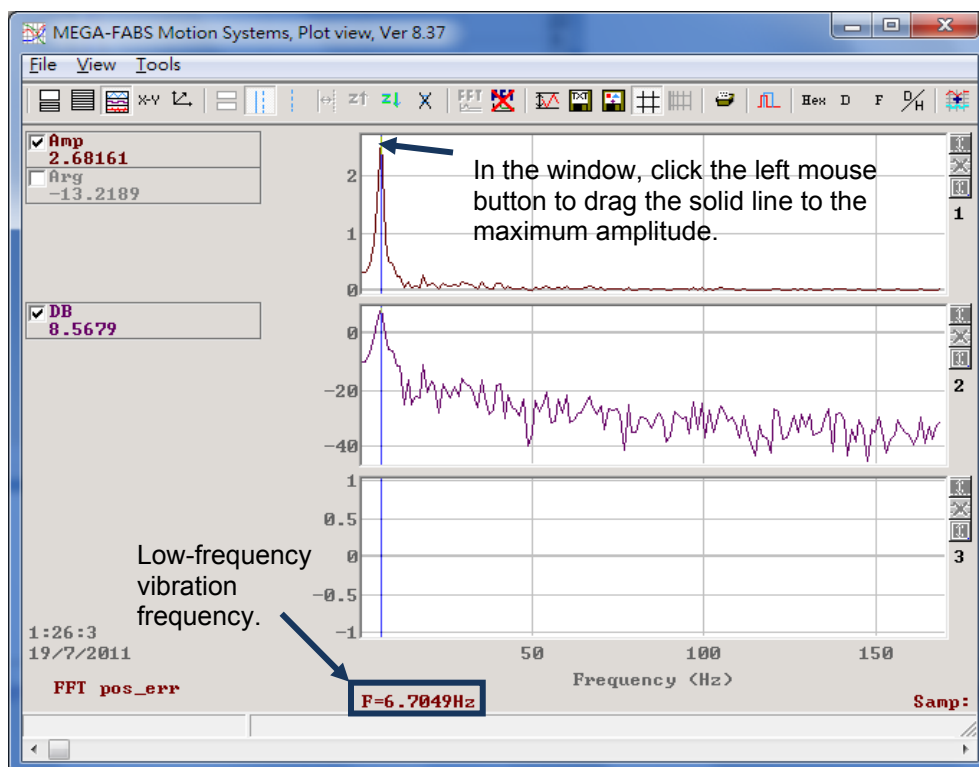 MEGA-FABS Motion Systems, Plot view, Ver 8.37
File View Tools
X-Y Z↑ Z↓ X FFT FFT TXT Hex D F D/H
Amp
2.68161
Arg
-13.2189
2
1
0
In the window, click the left mouse
button to drag the solid line to the
maximum amplitude.
1
DB
8.5679
0
-20
-40
2
1
0.5
0
-0.5
-1
3
Low-frequency
vibration
frequency.
1:26:3
19/7/2011
50 100 150
Frequency (Hz)
FFT pos_err
F=6.7049Hz
Samp: